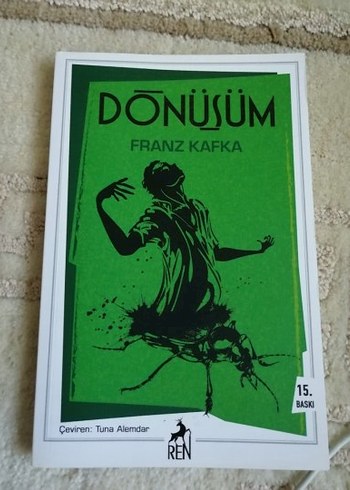 DÖNÜŞÜM
FRANZ KAFKA
15.
BASKI
Çeviren: Tuna Alemdar
REN